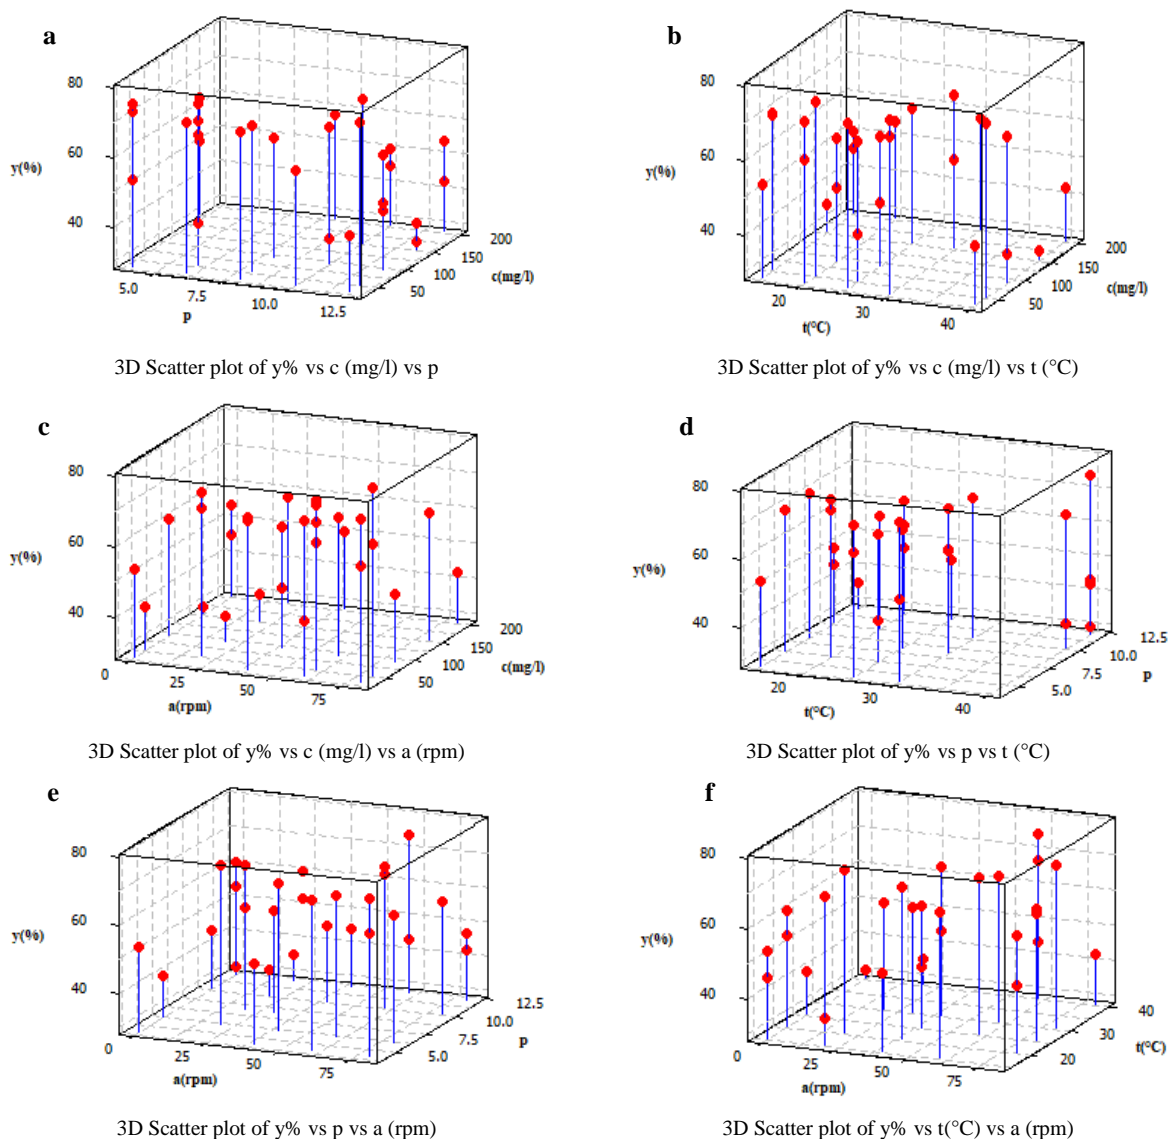 a
80
60
40
y(%)
5.0
7.5
10.0
12.5
p
50
100
150
200
c(mg/l)
3D Scatter plot of y% vs c (mg/l) vs p
b
80
60
40
y(%)
20
30
40
t(°C)
50
100
150
200
c(mg/l)
3D Scatter plot of y% vs c (mg/l) vs t (°C)
c
80
60
40
y(%)
0
25
50
75
a(rpm)
50
100
150
200
c(mg/l)
3D Scatter plot of y% vs c (mg/l) vs a (rpm)
d
80
60
40
y(%)
20
30
40
t(°C)
5.0
7.5
10.0
12.5
p
3D Scatter plot of y% vs p vs t (°C)
e
80
60
40
y(%)
0
25
50
75
a(rpm)
5.0
7.5
10.0
12.5
p
3D Scatter plot of y% vs p vs a (rpm)
f
80
60
40
y(%)
0
25
50
75
a(rpm)
20
30
40
t(°C)
3D Scatter plot of y% vs t(°C) vs a (rpm)